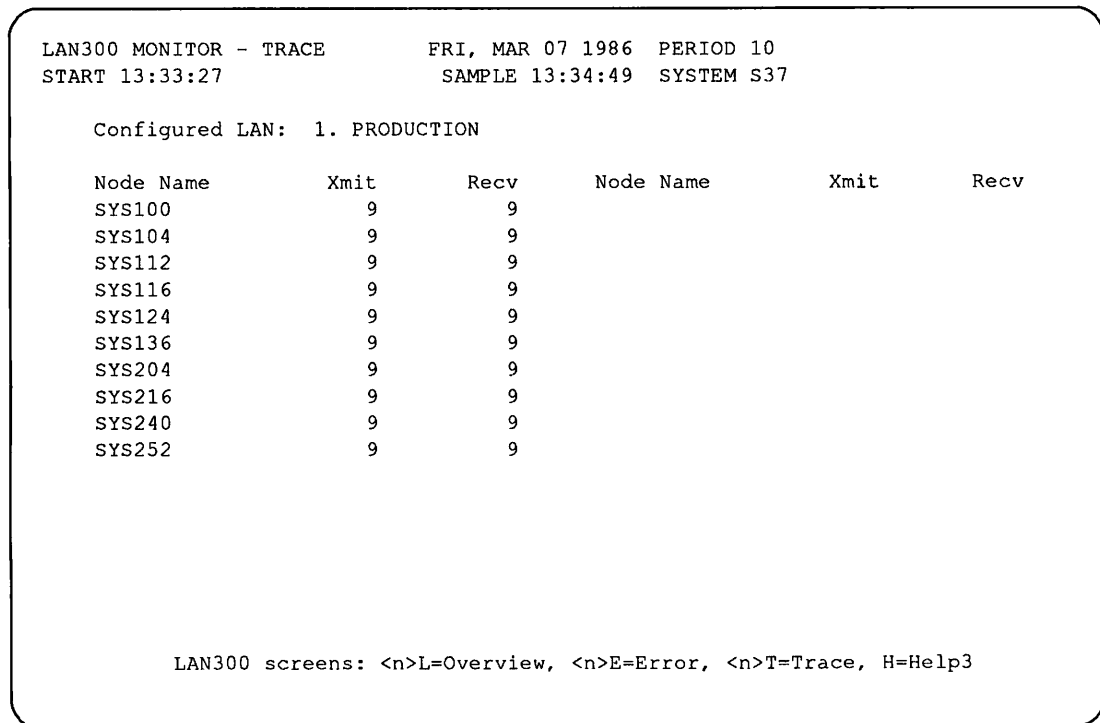 LAN300 MONITOR - TRACE FRI, MAR 07 1986 PERIOD 10
START 13:33:27 SAMPLE 13:34:49 SYSTEM S37
Configured LAN: 1. PRODUCTION
Node Name Xmit Recv Node Name Xmit Recv
SYS100 9 9
SYS104 9 9
SYS112 9 9
SYS116 9 9
SYS124 9 9
SYS136 9 9
SYS204 9 9
SYS216 9 9
SYS240 9 9
SYS252 9 9
LAN300 screens: <n>L=Overview, <n>E=Error, <n>T=Trace, H=Help3